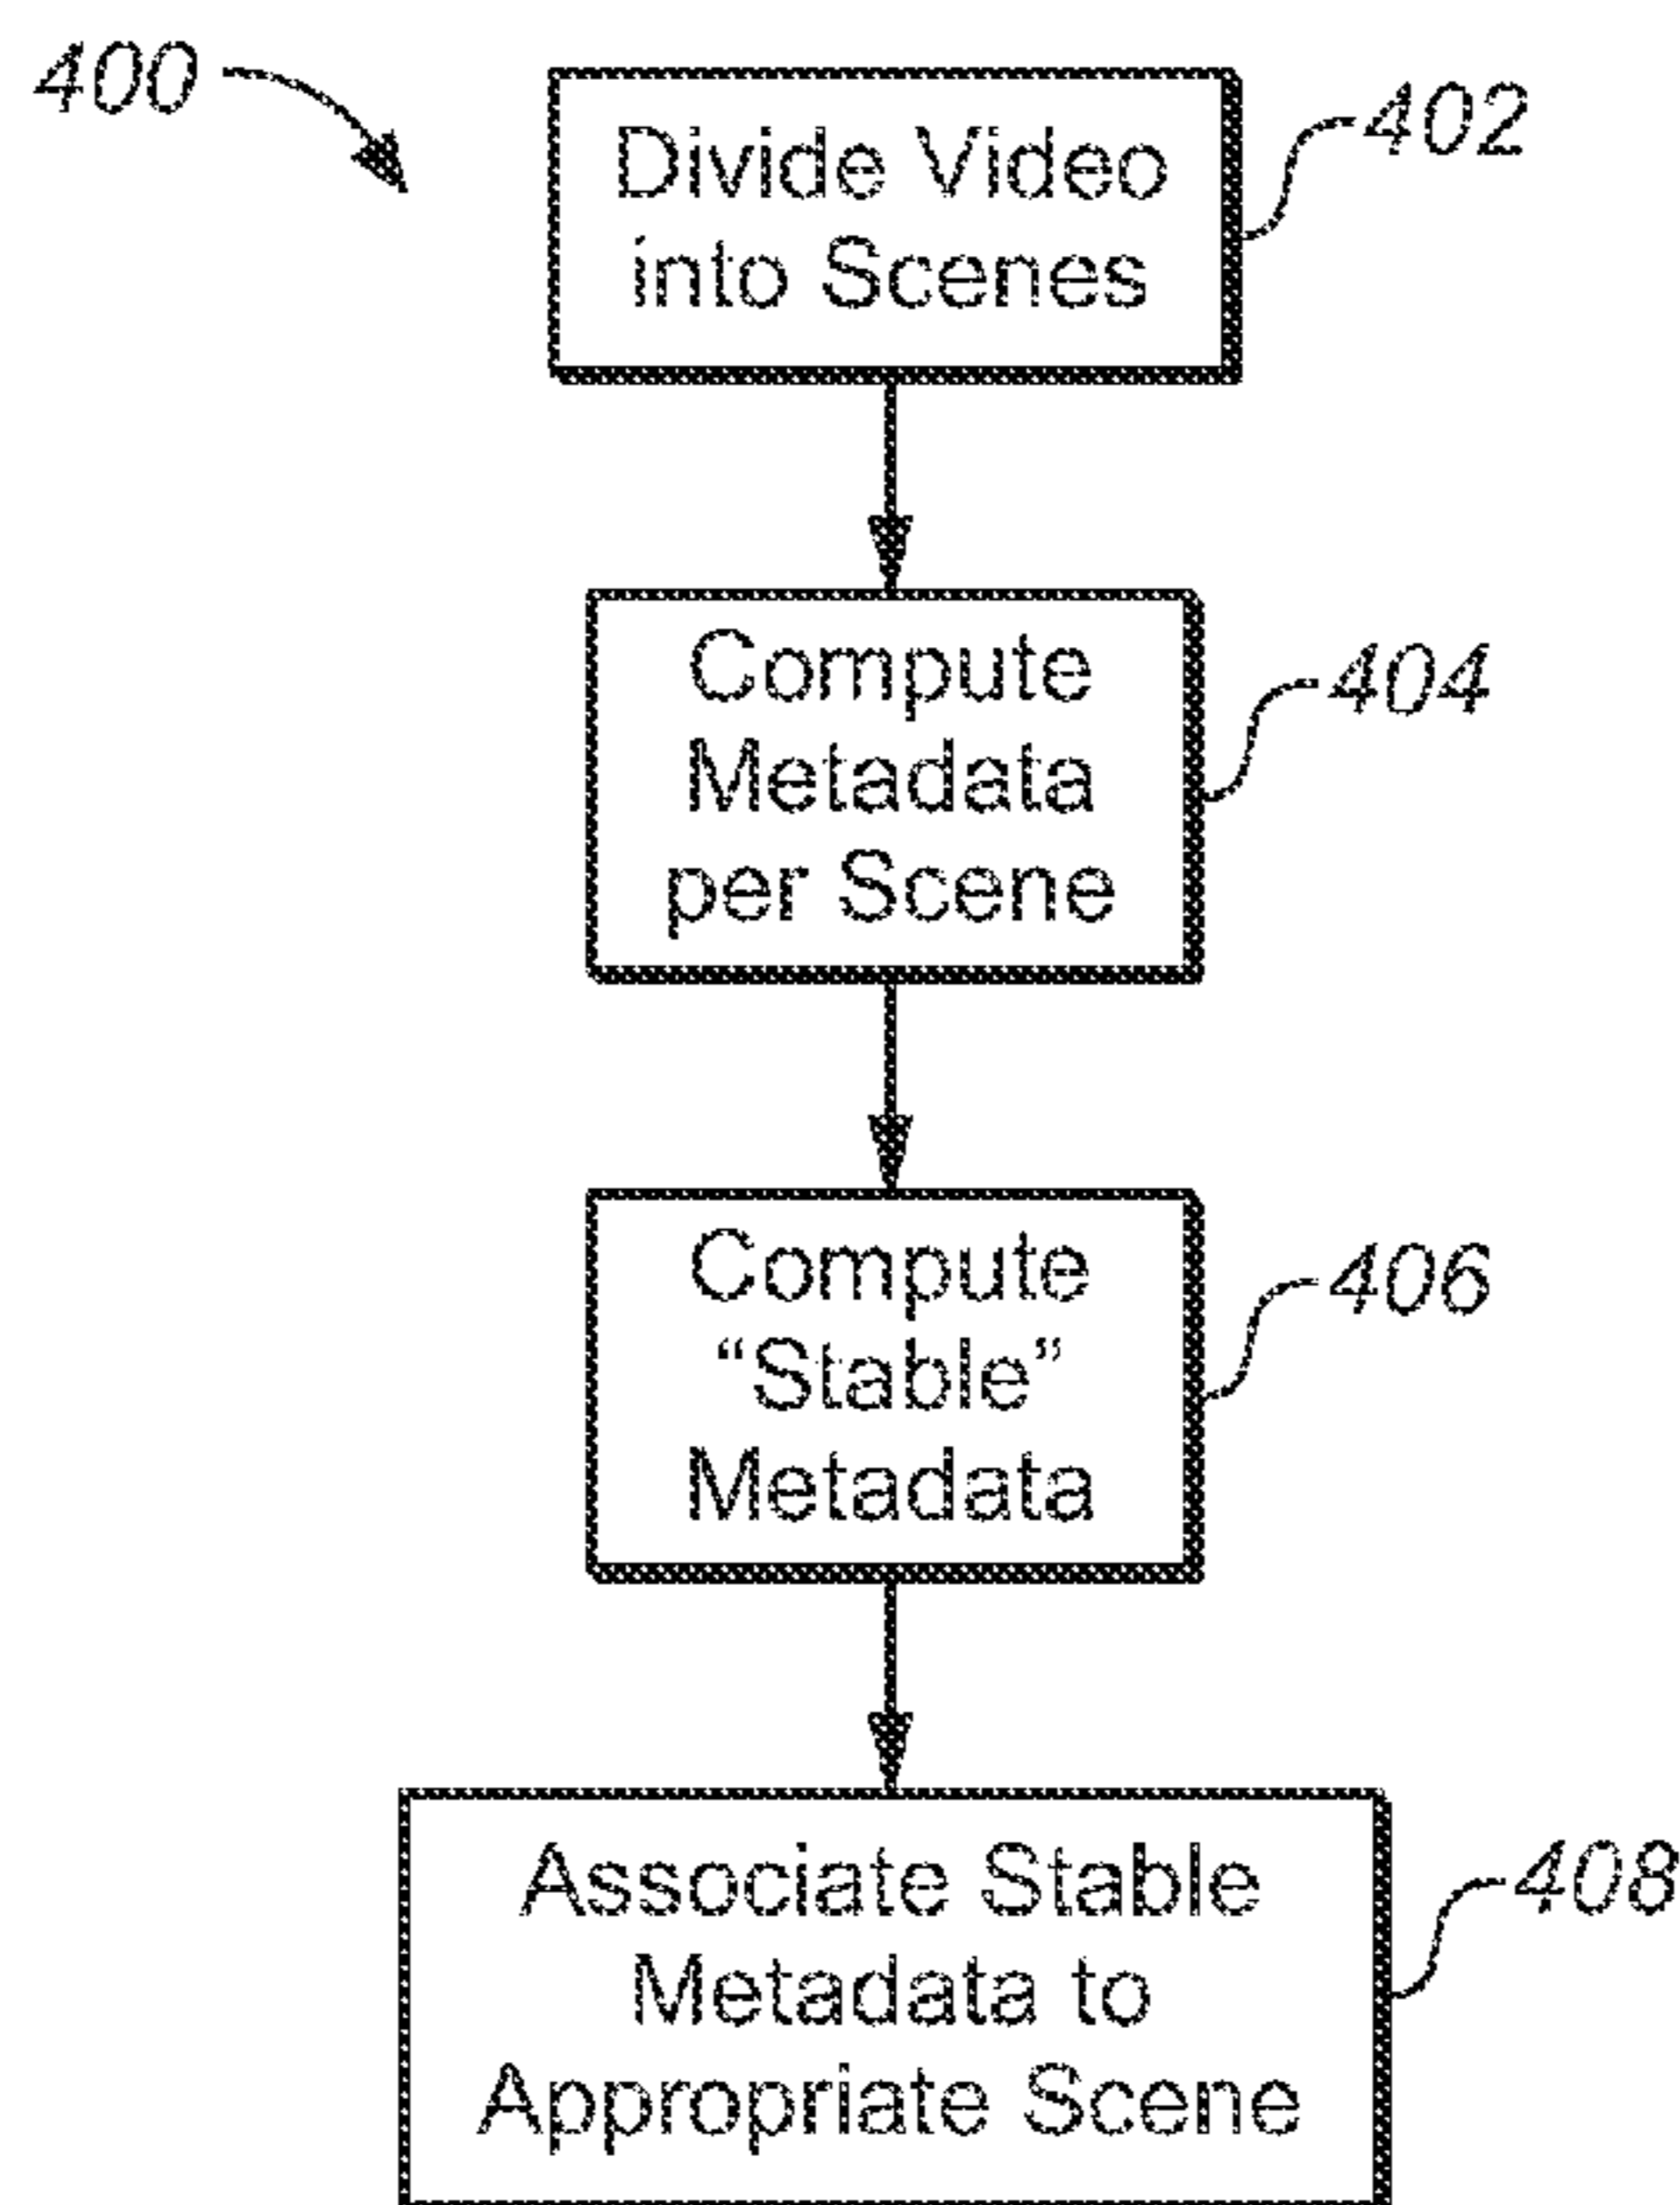 400
Divide Video
into Scenes
402
Compute
Metadata
per Scene
404
Compute
“Stable”
Metadata
406
Associate Stable
Metadata to
Appropriate Scene
408